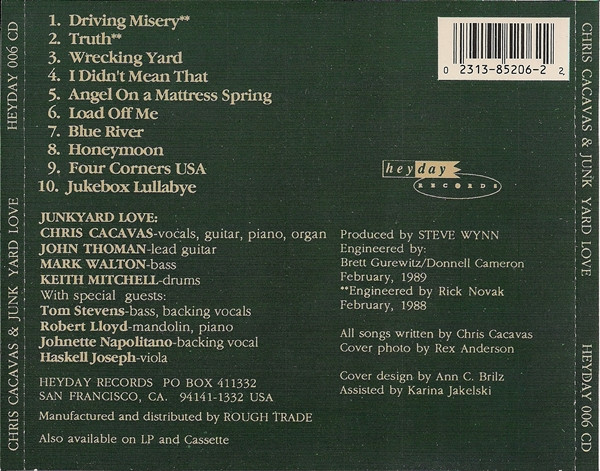 HEYDAY 006 CD
CHRIS CACAVAS & JUNK YARD LOVE
1. Driving Misery**
2. Truth**
3. Wrecking Yard
4. I Didn't Mean That
5. Angel On a Mattress Spring
6. Load Off Me
7. Blue River
8. Honeymoon
9. Four Corners USA
10. Jukebox Lullabye
JUNKYARD LOVE:
CHRIS CACAVAS-vocals, guitar, piano, organ
JOHN THOMAN-lead guitar
MARK WALTON-bass
KEITH MITCHELL-drums
With special guests:
Tom Stevens-bass, backing vocals
Robert Lloyd-mandolin, piano
Johnette Napolitano-backing vocal
Haskell Joseph-viola
HEYDAY RECORDS PO BOX 411332
SAN FRANCISCO, CA. 94141-1332 USA
Manufactured and distributed by ROUGH TRADE
Also available on LP and Cassette
0 2313-85206-2 2
heyday
RECORDS
Produced by STEVE WYNN
Engineered by:
Brett Gurewitz/Donnell Cameron
February, 1989
**Engineered by Rick Novak
February, 1988
All songs written by Chris Cacavas
Cover photo by Rex Anderson
Cover design by Ann C. Brilz
Assisted by Karina Jakelski
CHRIS CACAVAS & JUNK YARD LOVE
HEYDAY 006 CD